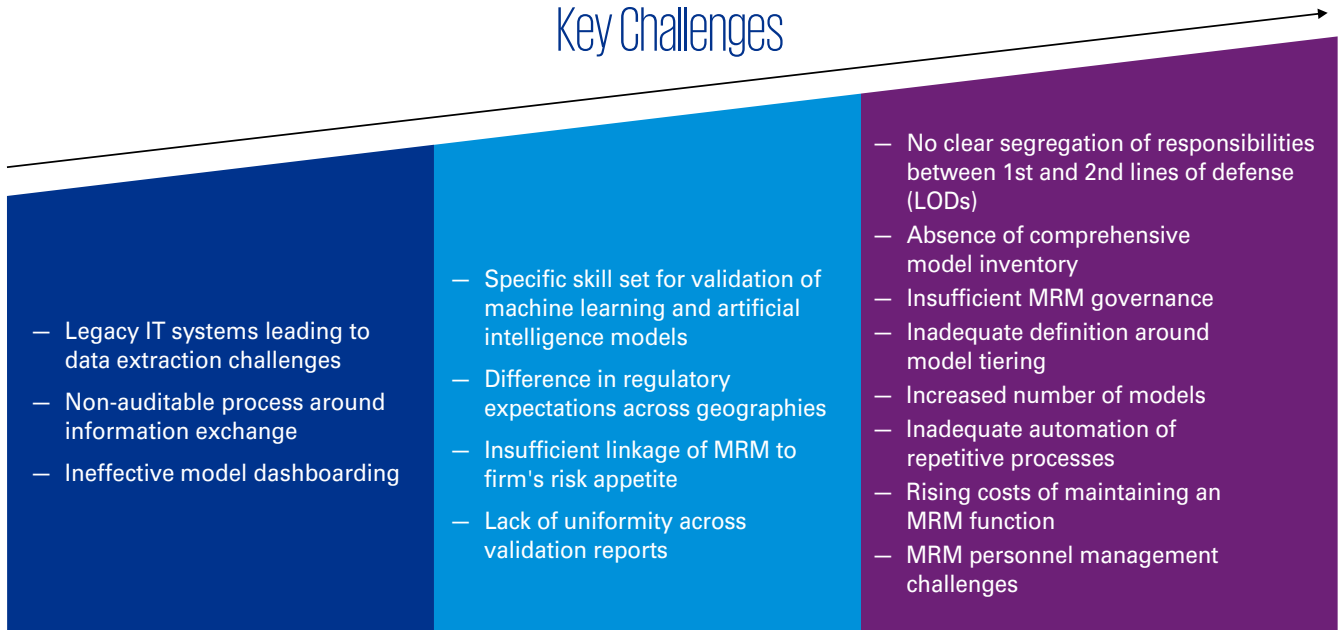 Key Challenges
— Legacy IT systems leading to
data extraction challenges
— Non-auditable process around
information exchange
— Ineffective model dashboarding
— Specific skill set for validation of
machine learning and artificial
intelligence models
— Difference in regulatory
expectations across geographies
— Insufficient linkage of MRM to
firm's risk appetite
— Lack of uniformity across
validation reports
— No clear segregation of responsibilities
between 1st and 2nd lines of defense
(LODs)
— Absence of comprehensive
model inventory
— Insufficient MRM governance
— Inadequate definition around
model tiering
— Increased number of models
— Inadequate automation of
repetitive processes
— Rising costs of maintaining an
MRM function
— MRM personnel management
challenges